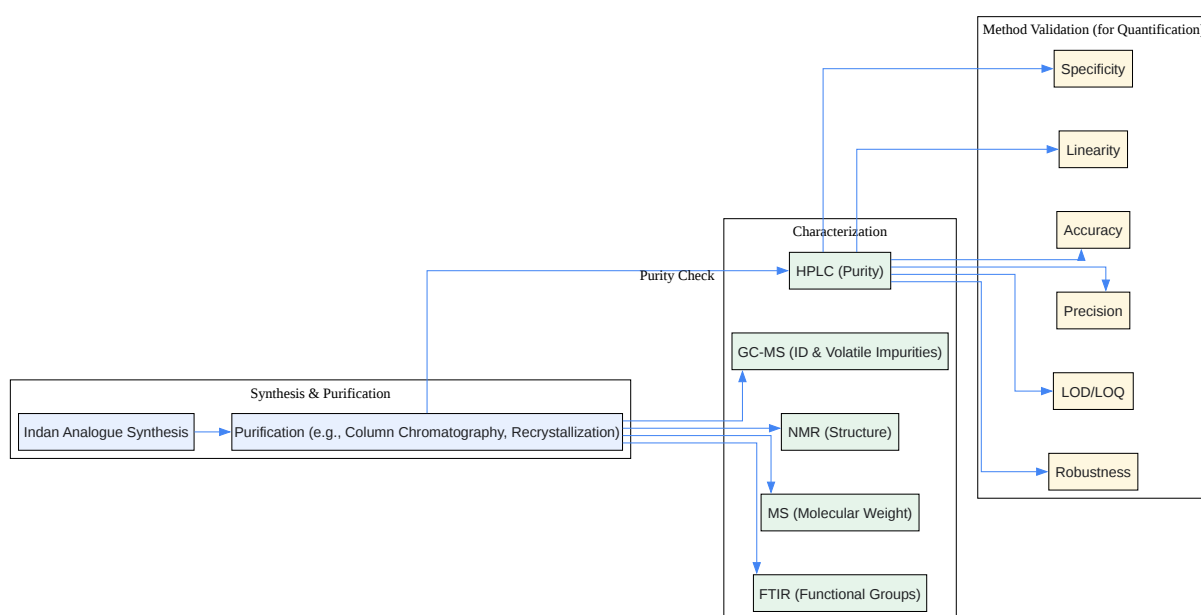 Method Validation (for Quantification)
Specificity
Linearity
Accuracy
Precision
LOD/LOQ
Robustness
Characterization
HPLC (Purity)
Purity Check
GC-MS (ID & Volatile Impurities)
NMR (Structure)
MS (Molecular Weight)
FTIR (Functional Groups)
Synthesis & Purification
Indan Analogue Synthesis
Purification (e.g., Column Chromatography, Recrystallization)